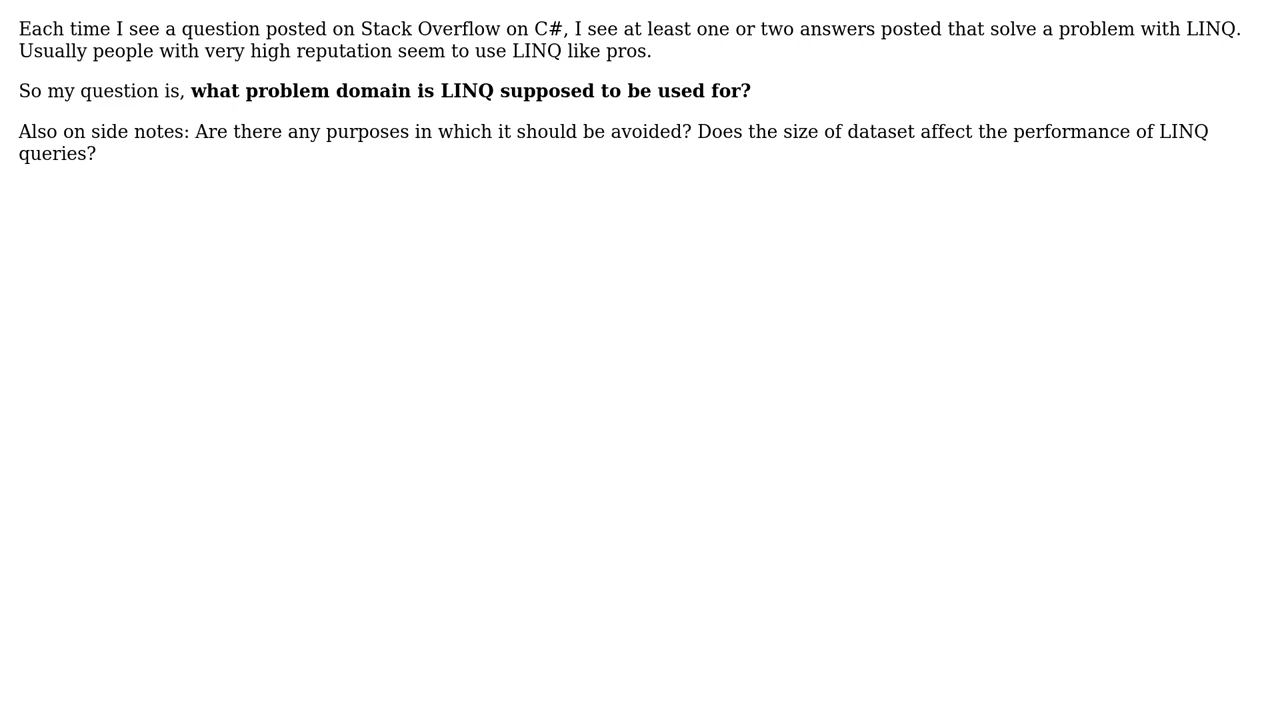 Each time I see a question posted on Stack Overflow on C#, I see at least one or two answers posted that solve a problem with LINQ.
Usually people with very high reputation seem to use LINQ like pros.
So my question is, what problem domain is LINQ supposed to be used for?
Also on side notes: Are there any purposes in which it should be avoided? Does the size of dataset affect the performance of LINQ
queries?